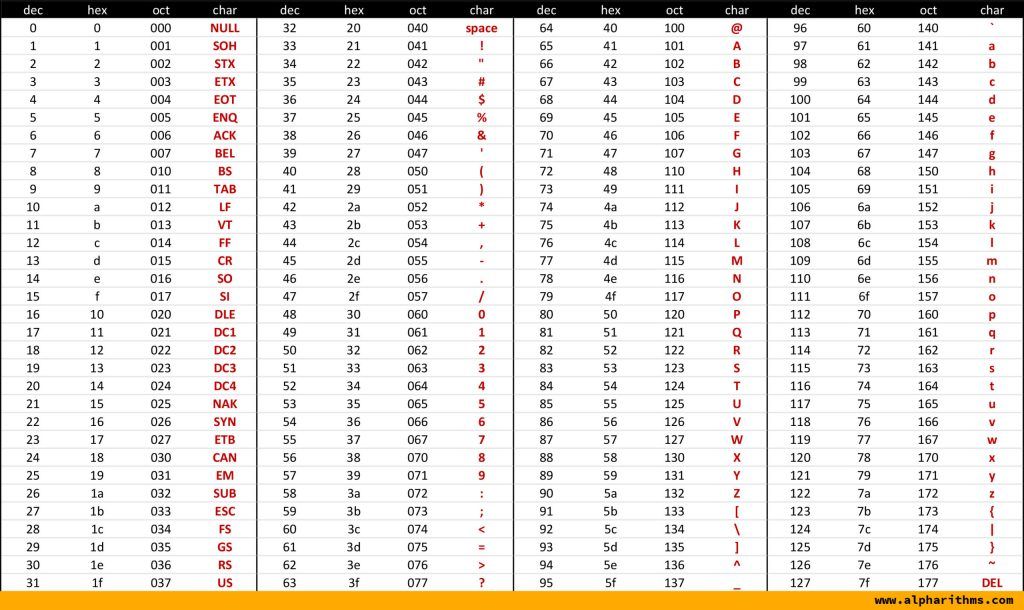 dec hex oct char dec hex oct char dec hex oct char dec hex oct char
0 0 000 NULL 32 20 040 space 64 40 100 @ 96 60 140 `
1 1 001 SOH 33 21 041 ! 65 41 101 A 97 61 141 a
2 2 002 STX 34 22 042 " 66 42 102 B 98 62 142 b
3 3 003 ETX 35 23 043 # 67 43 103 C 99 63 143 c
4 4 004 EOT 36 24 044 $ 68 44 104 D 100 64 144 d
5 5 005 ENQ 37 25 045 % 69 45 105 E 101 65 145 e
6 6 006 ACK 38 26 046 & 70 46 106 F 102 66 146 f
7 7 007 BEL 39 27 047 ' 71 47 107 G 103 67 147 g
8 8 010 BS 40 28 050 ( 72 48 110 H 104 68 150 h
9 9 011 TAB 41 29 051 ) 73 49 111 I 105 69 151 i
10 a 012 LF 42 2a 052 * 74 4a 112 J 106 6a 152 j
11 b 013 VT 43 2b 053 + 75 4b 113 K 107 6b 153 k
12 c 014 FF 44 2c 054 , 76 4c 114 L 108 6c 154 l
13 d 015 CR 45 2d 055 - 77 4d 115 M 109 6d 155 m
14 e 016 SO 46 2e 056 . 78 4e 116 N 110 6e 156 n
15 f 017 SI 47 2f 057 / 79 4f 117 O 111 6f 157 o
16 10 020 DLE 48 30 060 0 80 50 120 P 112 70 160 p
17 11 021 DC1 49 31 061 1 81 51 121 Q 113 71 161 q
18 12 022 DC2 50 32 062 2 82 52 122 R 114 72 162 r
19 13 023 DC3 51 33 063 3 83 53 123 S 115 73 163 s
20 14 024 DC4 52 34 064 4 84 54 124 T 116 74 164 t
21 15 025 NAK 53 35 065 5 85 55 125 U 117 75 165 u
22 16 026 SYN 54 36 066 6 86 56 126 V 118 76 166 v
23 17 027 ETB 55 37 067 7 87 57 127 W 119 77 167 w
24 18 030 CAN 56 38 070 8 88 58 130 X 120 78 170 x
25 19 031 EM 57 39 071 9 89 59 131 Y 121 79 171 y
26 1a 032 SUB 58 3a 072 : 90 5a 132 Z 122 7a 172 z
27 1b 033 ESC 59 3b 073 ; 91 5b 133 [ 123 7b 173 {
28 1c 034 FS 60 3c 074 < 92 5c 134 \ 124 7c 174 |
29 1d 035 GS 61 3d 075 = 93 5d 135 ] 125 7d 175 }
30 1e 036 RS 62 3e 076 > 94 5e 136 ^ 126 7e 176 ~
31 1f 037 US 63 3f 077 ? 95 5f 137 _ 127 7f 177 DEL
www.alpharithms.com